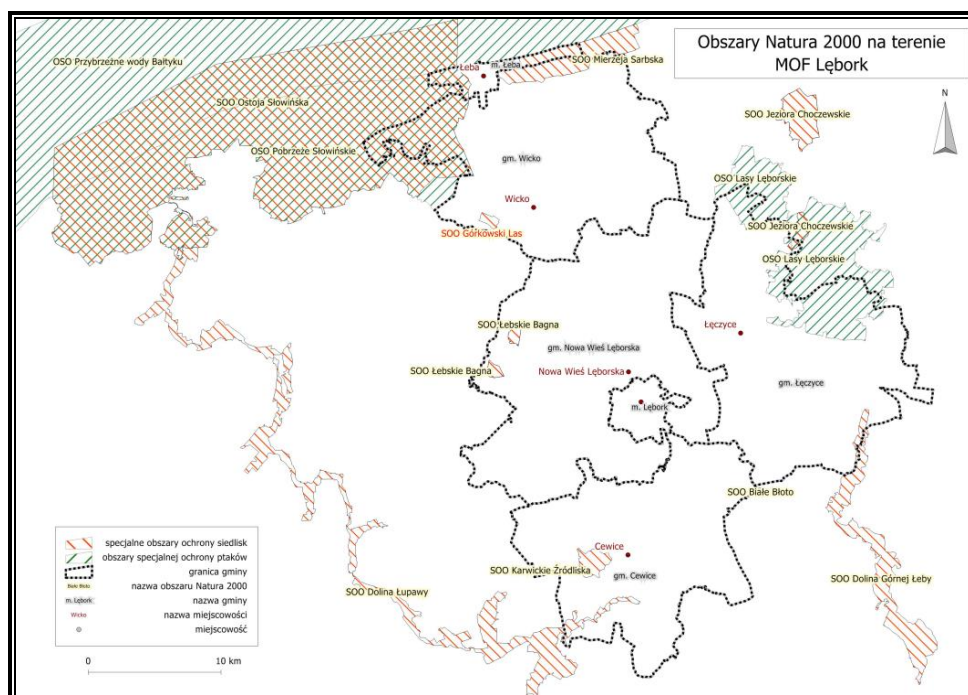 Obszary Natura 2000 na terenie
MOF Lębork
OSO Przybrzeżne wody Bałtyku
SOO Mierzeja Sarbska
m. Łeba
Łeba
N
SOO Ostoja Słowińska
SOO Jeziora Choczewskie
OSO Pobrzeże Słowińskie
gm. Wicko
OSO Lasy Lęborskie
Wicko
SOO Jeziora Choczewskie
SOO Górkowski Las
OSO Lasy Lęborskie
SOO Łebskie Bagna
Łęczyce
gm. Nowa Wieś Lęborska
SOO Łebskie Bagna
Nowa Wieś Lęborska
gm. Łęczyce
m. Lębork
SOO Białe Błoto
Cewice
SOO Karwickie Źródliska
gm. Cewice
SOO Dolina Górnej Łeby
SOO Dolina Łupawy
specjalne obszary ochrony siedlisk
obszary specjalnej ochrony ptaków
granica gminy
Białe Błoto nazwa obszaru Natura 2000
m. Lębork nazwa gminy
Wicko nazwa miejscowości
miejscowość
0 10 km